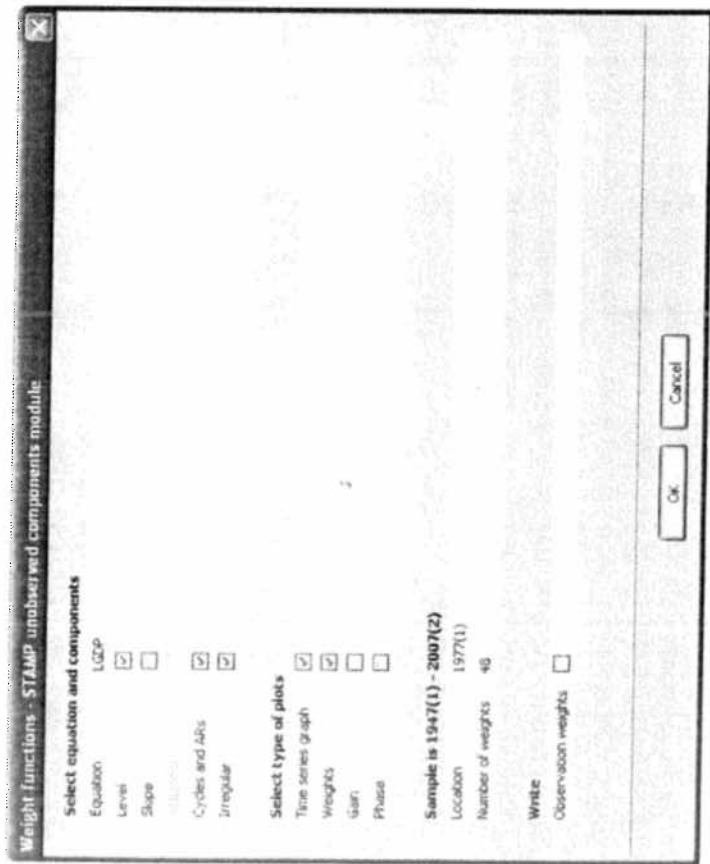 Weight functions - STAMP unobserved components module
Select equation and components
Equation LGDP
Level
Slope
Cycles and ARs
Irregular
Select type of plots
Time series graph
Weights
Gain
Phase
Sample is 1947(1) - 2007(2)
Location 1977(1)
Number of weights 48
Write
Observation weights
OK Cancel